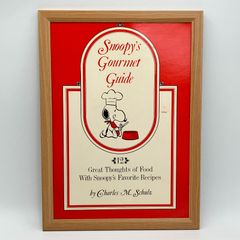 Snoopy's
Gourmet
Guide
12
Great Thoughts of Food
With Snoopy's Favorite Recipes
by Charles M. Schulz